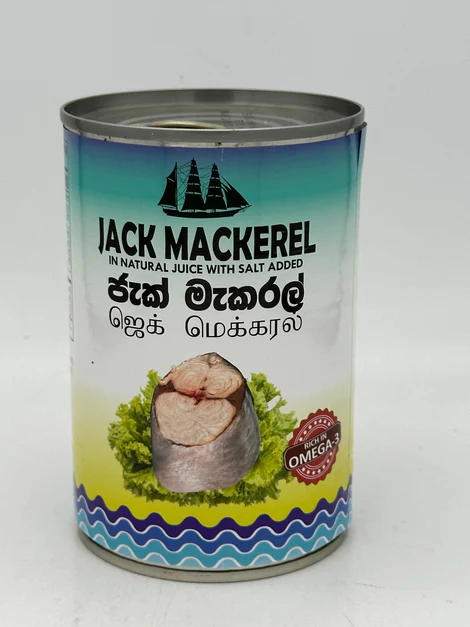 JACK MACKEREL
IN NATURAL JUICE WITH SALT ADDED
ජැක් මැකරල්
ஜெக் மெக்கரல்
RICH IN
OMEGA-3